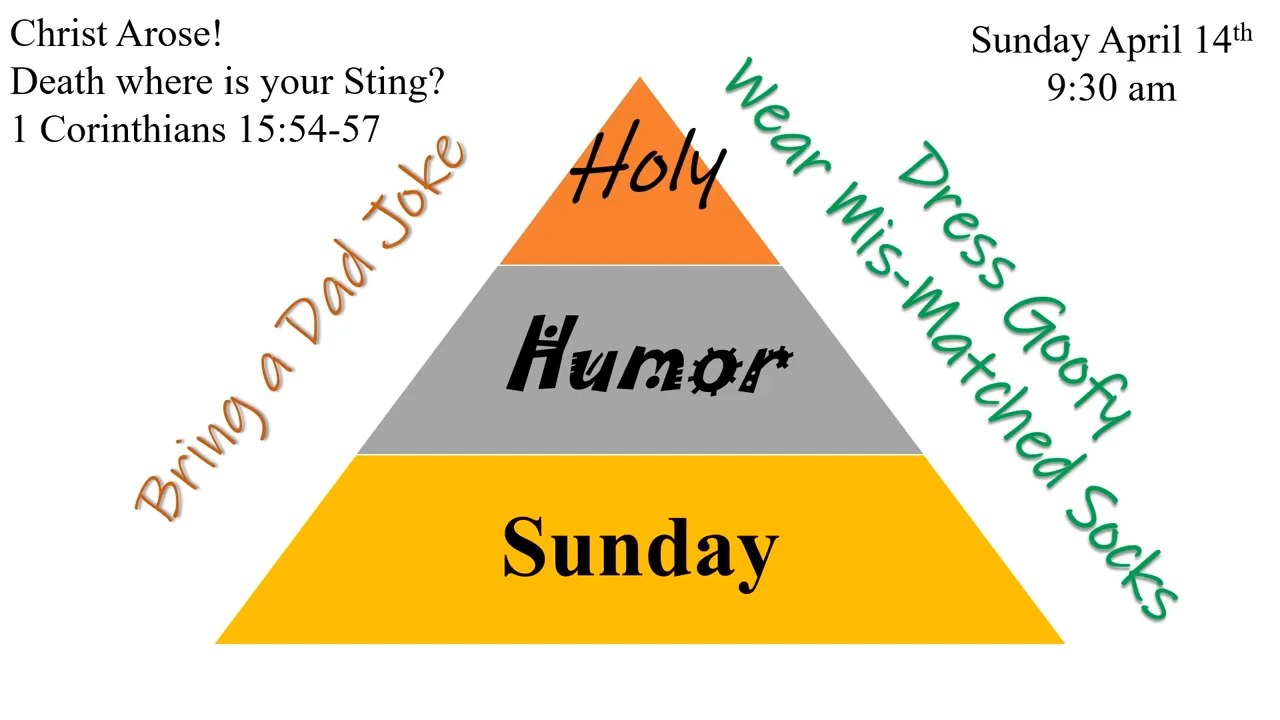 Christ Arose!
Death where is your Sting?
1 Corinthians 15:54-57
Sunday April 14th
9:30 am
Bring a Dad Joke
Holy
Humor
Sunday
Wear Mis-Matched Socks
Dress Goofy